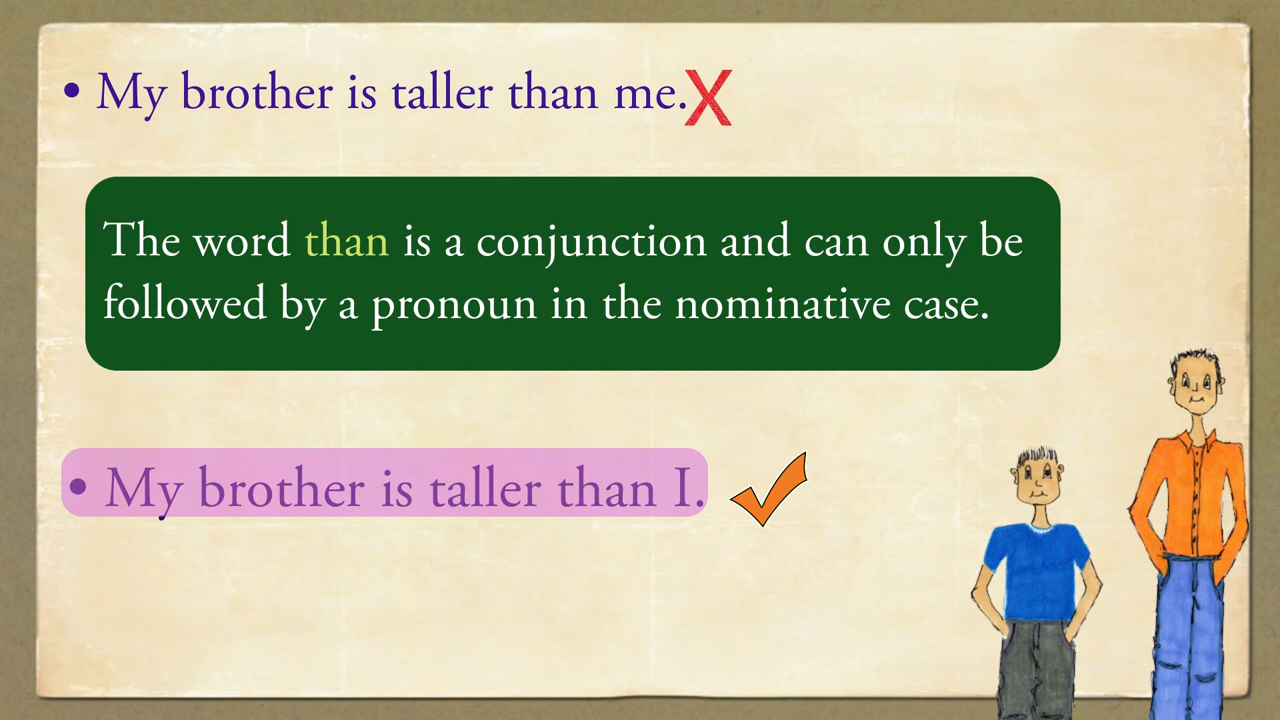 • My brother is taller than me.X
The word than is a conjunction and can only be
followed by a pronoun in the nominative case.
• My brother is taller than I.